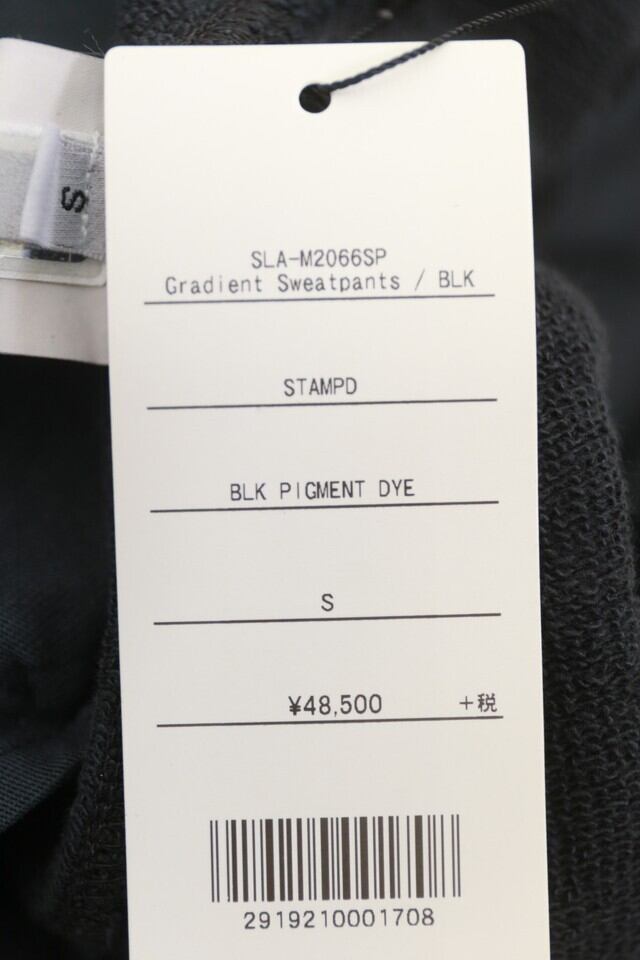 S
SLA-M2066SP
Gradient Sweatpants / BLK
STAMPD
BLK PIGMENT DYE
S
¥48,500 +税
2919210001708